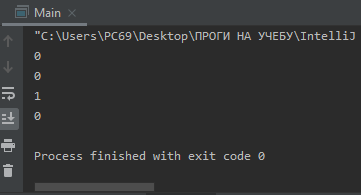 Main
"C:\Users\PC69\Desktop\ПРОГИ НА УЧЕБУ\IntelliJ
0
0
1
0
Process finished with exit code 0